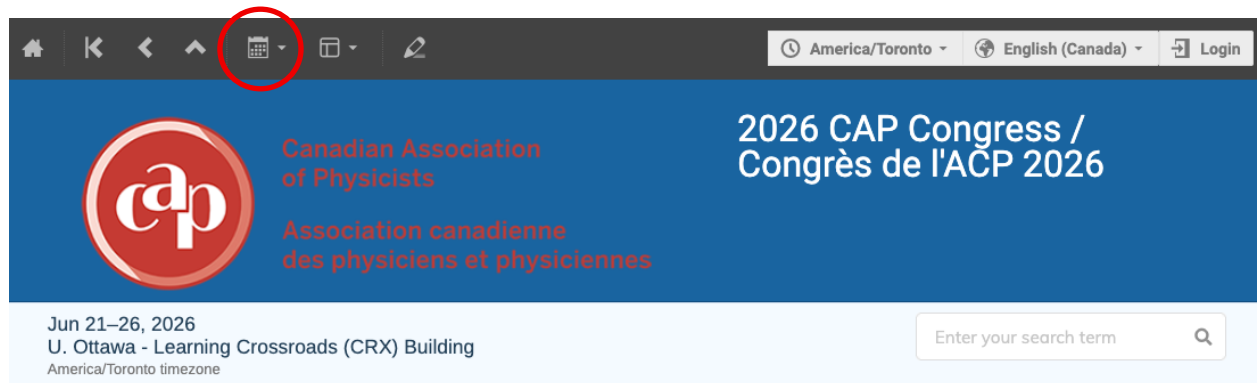 America/Toronto
English (Canada)
Login
cap
Canadian Association
of Physicists
Association canadienne
des physiciens et physiciennes
2026 CAP Congress /
Congrès de l'ACP 2026
Jun 21–26, 2026
U. Ottawa - Learning Crossroads (CRX) Building
America/Toronto timezone
Enter your search term